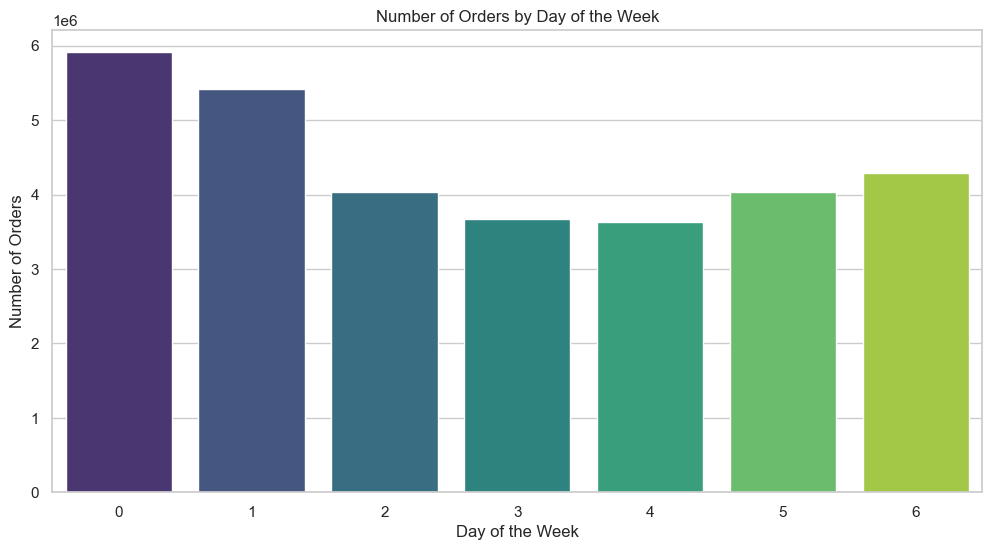 Number of Orders by Day of the Week
1e6
6
5
4
3
2
1
0
Number of Orders
0 1 2 3 4 5 6
Day of the Week